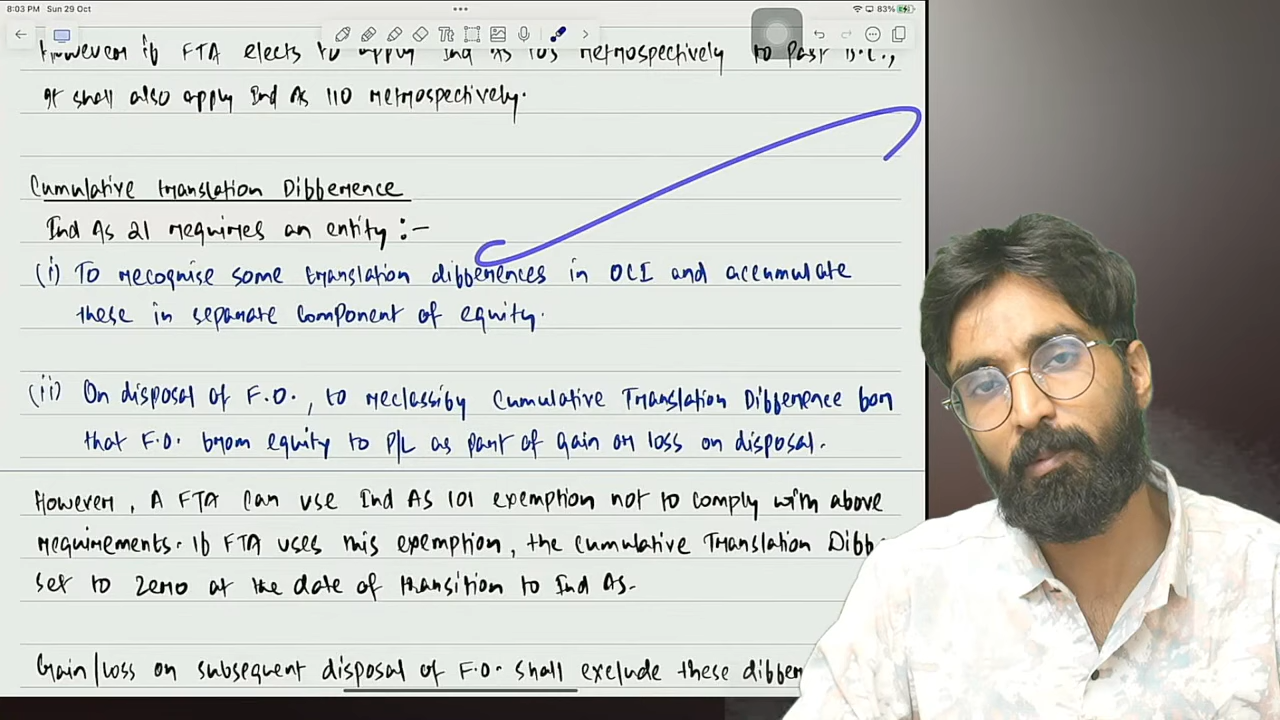 8:03 PM Sun 29 Oct
83%
However if FTA elects to apply Ind As 103 retrospectively to Past B.C.,
it shall also apply Ind As 110 retrospectively.
Cumulative translation Difference
Ind As 21 requires an entity :-
(i) To recognise some translation differences in OCI and accumulate
these in separate component of equity.
(ii) On disposal of F.O., to reclassify Cumulative Translation Difference for
that F.O. from equity to P/L as part of gain or loss on disposal.
However, A FTA can use Ind AS 101 exemption not to comply with above
requirements. If FTA uses this exemption, the cumulative Translation Diff
set to zero at the date of transition to Ind As.
Gain/loss on subsequent disposal of F.O. shall exclude these differ